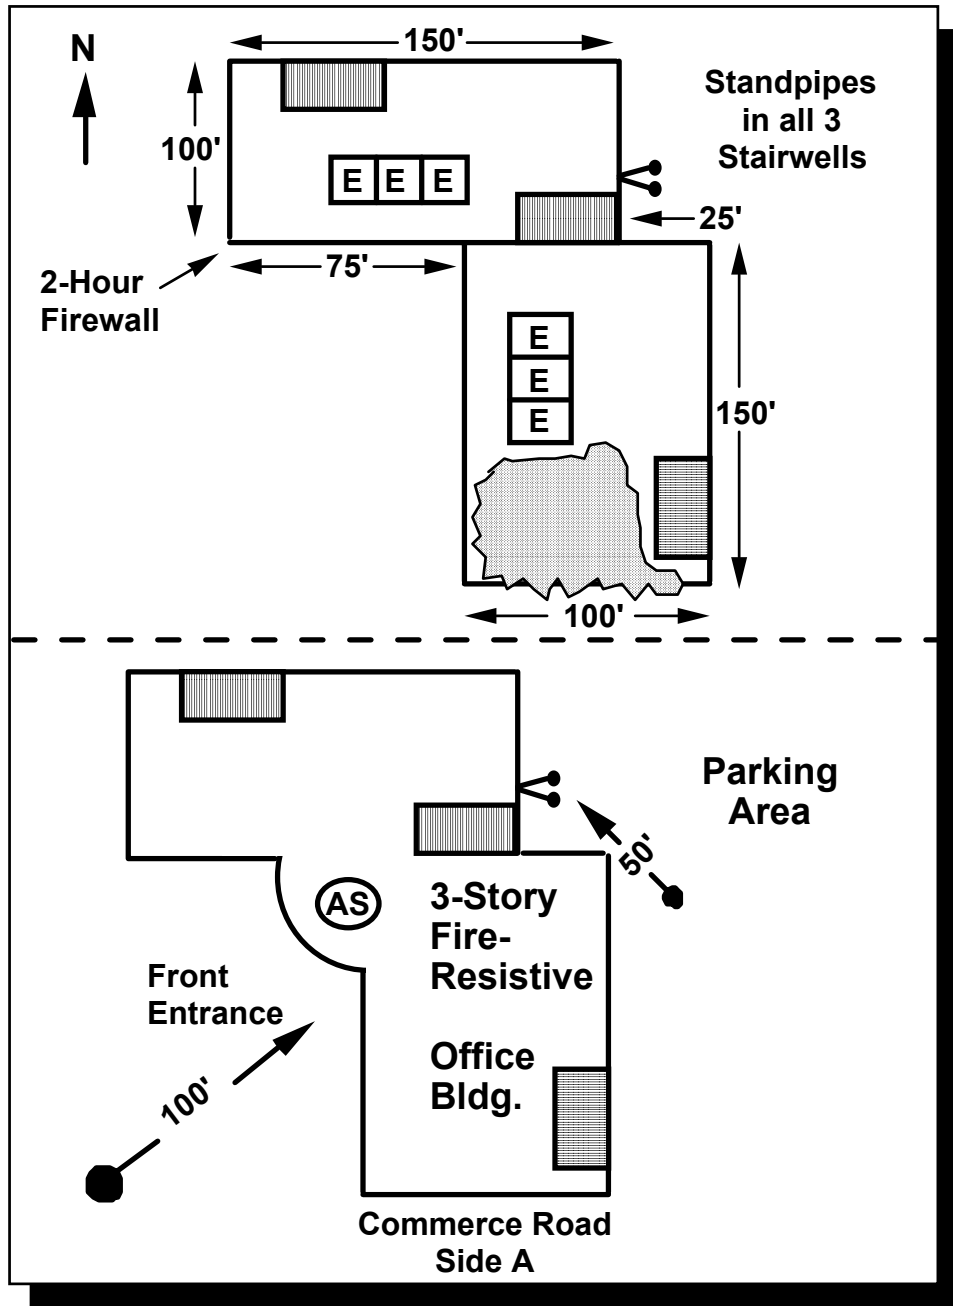 N
150'
Standpipes
in all 3
Stairwells
100'
E E E
25'
2-Hour
Firewall
75'
E
E
E
150'
100'
Parking
Area
50'
AS
3-Story
Fire-
Resistive
Front
Entrance
Office
Bldg.
100'
Commerce Road
Side A